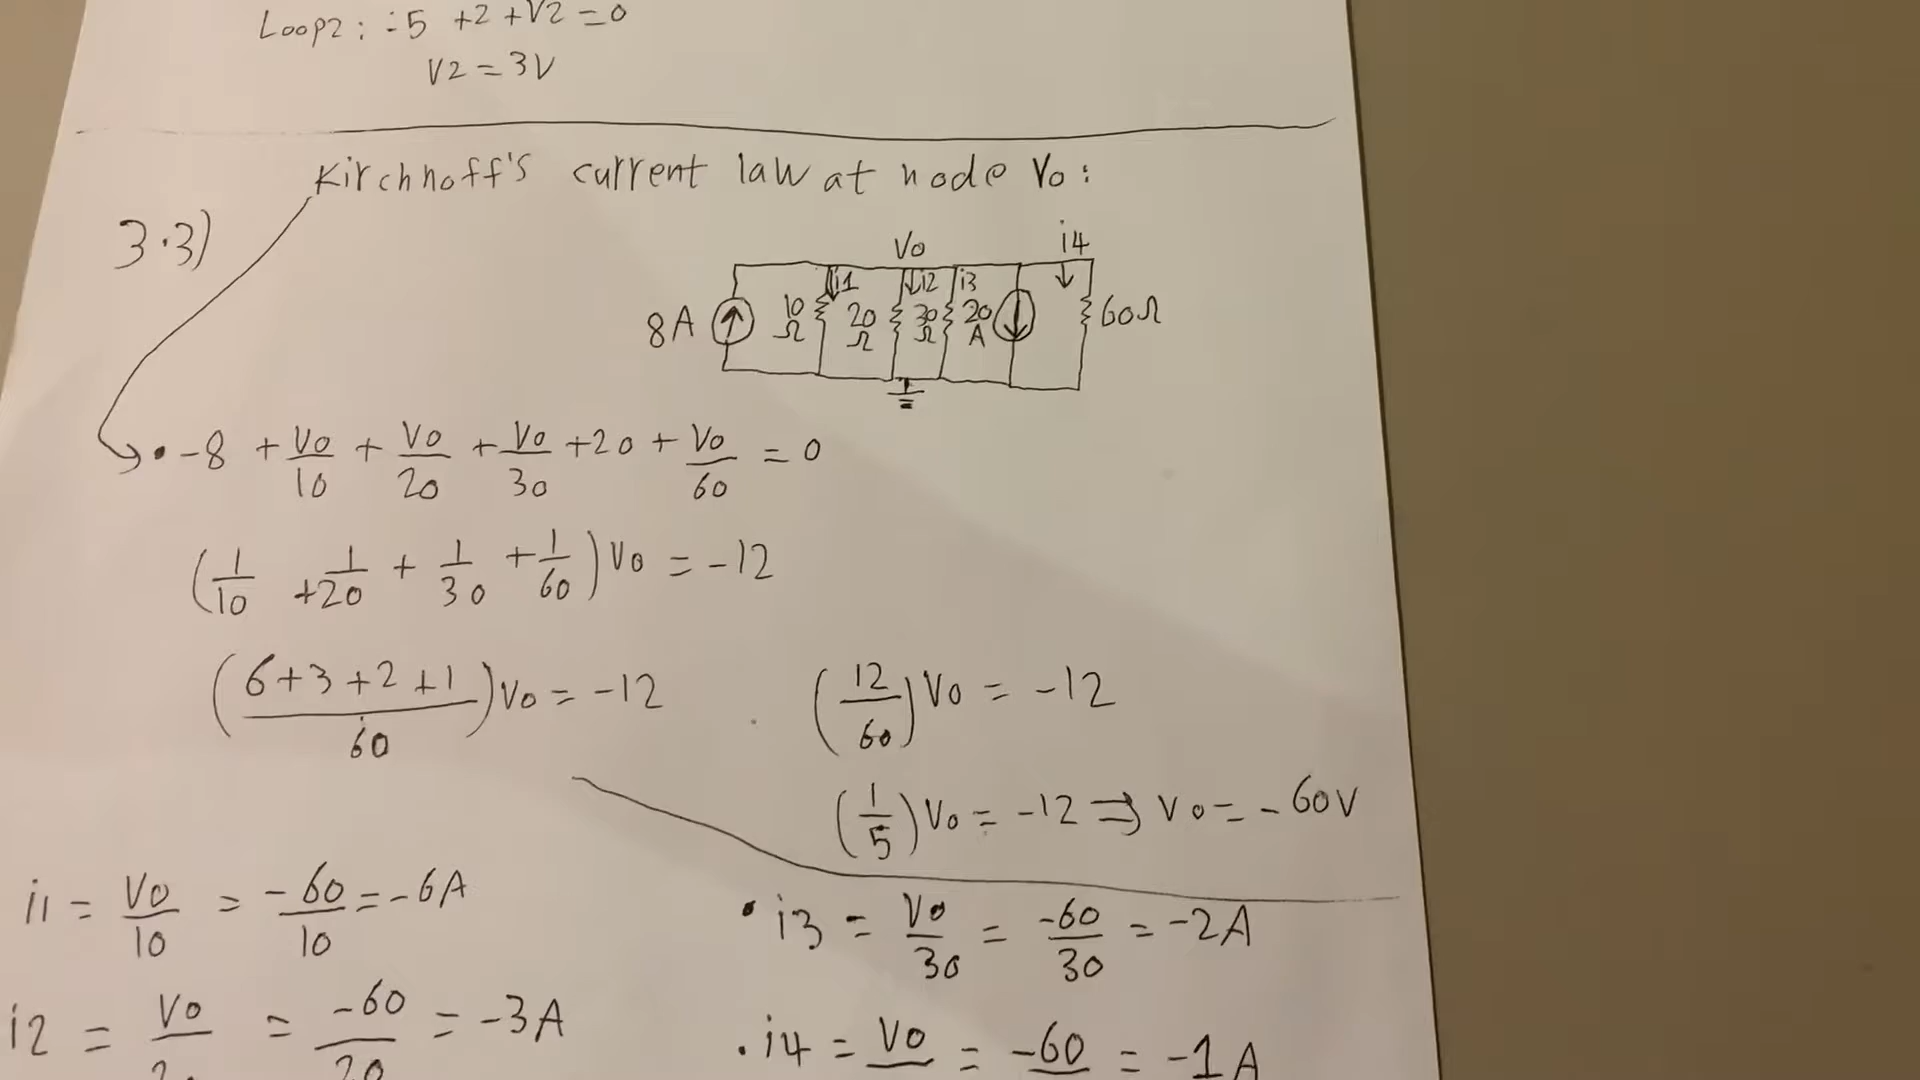 Loop2: -5 +2 +V2 = 0
V2 = 3V
Kirchhoff's current law at node Vo:
3.3)
Vo
i4
i1
i2
i3
8A
10 Ω
20 Ω
30 Ω
20 A
60Ω
• -8 + Vo/10 + Vo/20 + Vo/30 + 20 + Vo/60 = 0
(1/10 + 1/20 + 1/30 + 1/60) Vo = -12
((6+3+2+1)/60) Vo = -12
(12/60) Vo = -12
(1/5) Vo = -12 ⇒ Vo = -60V
i1 = Vo/10 = -60/10 = -6A
• i3 = Vo/30 = -60/30 = -2A
i2 = Vo/2 = -60/20 = -3A
• i4 = Vo = -60 = -1A